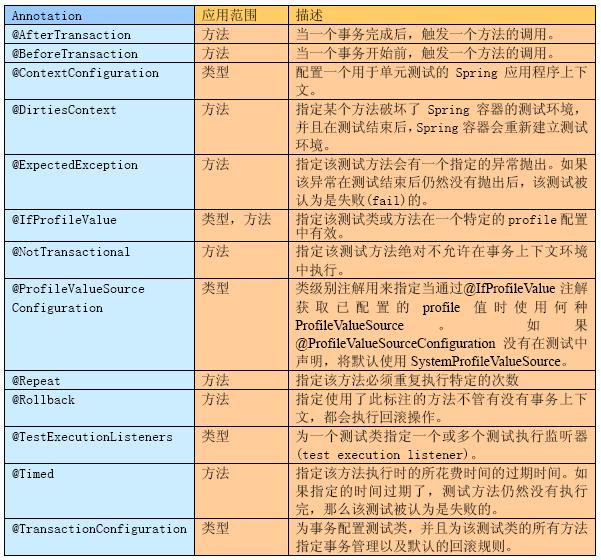 Annotation 应用范围 描述
@AfterTransaction 方法 当一个事务完成后，触发一个方法的调用。
@BeforeTransaction 方法 当一个事务开始前，触发一个方法的调用。
@ContextConfiguration 类型 配置一个用于单元测试的 Spring 应用程序上下
文。
@DirtiesContext 方法 指定某个方法破坏了 Spring 容器的测试环境，
并且在测试结束后，Spring 容器会重新建立测试
环境。
@ExpectedException 方法 指定该测试方法会有一个指定的异常抛出。如果
该异常在测试结束后仍然没有抛出后，该测试被
认为是失败(fail)的。
@IfProfileValue 类型，方法 指定该测试类或方法在一个特定的 profile 配置
中有效。
@NotTransactional 方法 指定该测试方法绝对不允许在事务上下文环境
中执行。
@ProfileValueSource 类型 类级别注解用来指定当通过@IfProfileValue 注解
Configuration 获取已配置的 profile 值时使用何种
ProfileValueSource 。 如果
@ProfileSourceConfiguration 没有在测试中
声明，将默认使用 SystemProfileValueSource。
@Repeat 方法 指定该方法必须重复执行特定的次数
@Rollback 方法 指定使用了此标注的方法不管有没有事务上下
文，都会执行回滚操作。
@TestExecutionListeners 类型 为一个测试类指定一个或多个测试执行监听器
(test execution listener)。
@Timed 方法 指定该方法执行时的所花费时间的过期时间。如
果指定的时间过期了，测试方法仍然没有执行
完，那么该测试被认为是失败的。
@TransactionConfiguration 类型 为事务配置测试类，并且为该测试类的所有方法
指定事务管理以及默认的回滚规则。